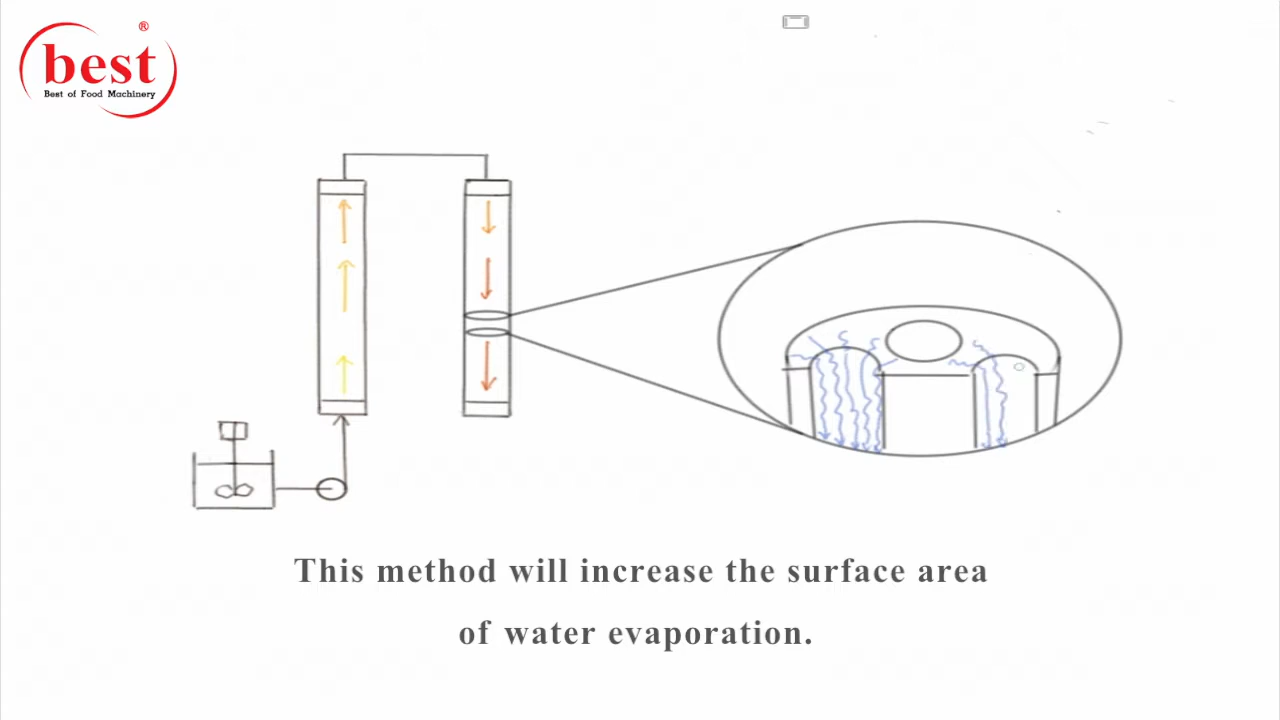 ®
best
Best of Food Machinery
This method will increase the surface area
of water evaporation.